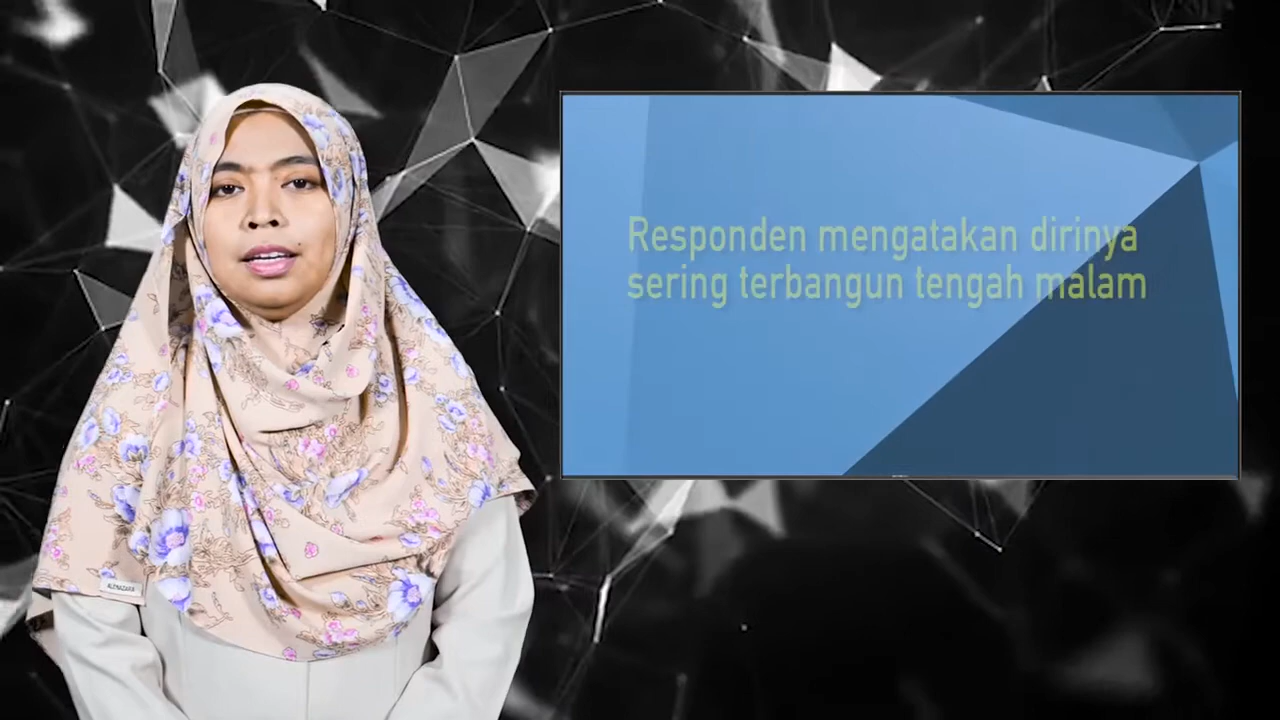 Responden mengatakan dirinya
sering terbangun tengah malam